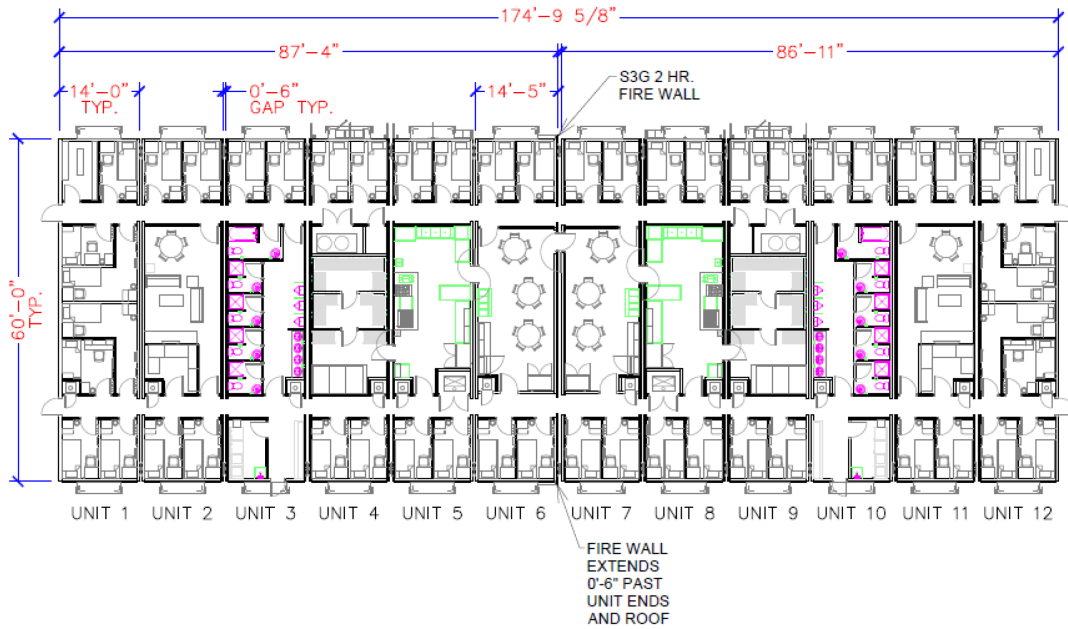 174'-9 5/8"
87'-4"
86'-11"
S3G 2 HR.
FIRE WALL
14'-0"
TYP.
0'-6"
GAP TYP.
14'-5"
60'-0"
TYP.
UNIT 1
UNIT 2
UNIT 3
UNIT 4
UNIT 5
UNIT 6
UNIT 7
UNIT 8
UNIT 9
UNIT 10
UNIT 11
UNIT 12
FIRE WALL
EXTENDS
0'-6" PAST
UNIT ENDS
AND ROOF